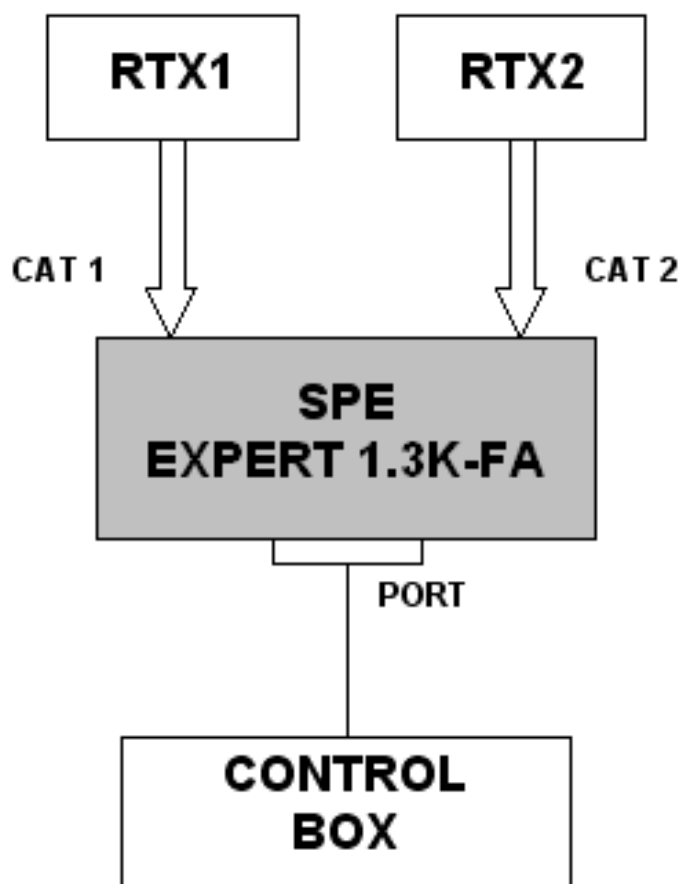 RTX1
RTX2
CAT 1
CAT 2
SPE
EXPERT 1.3K-FA
PORT
CONTROL
BOX